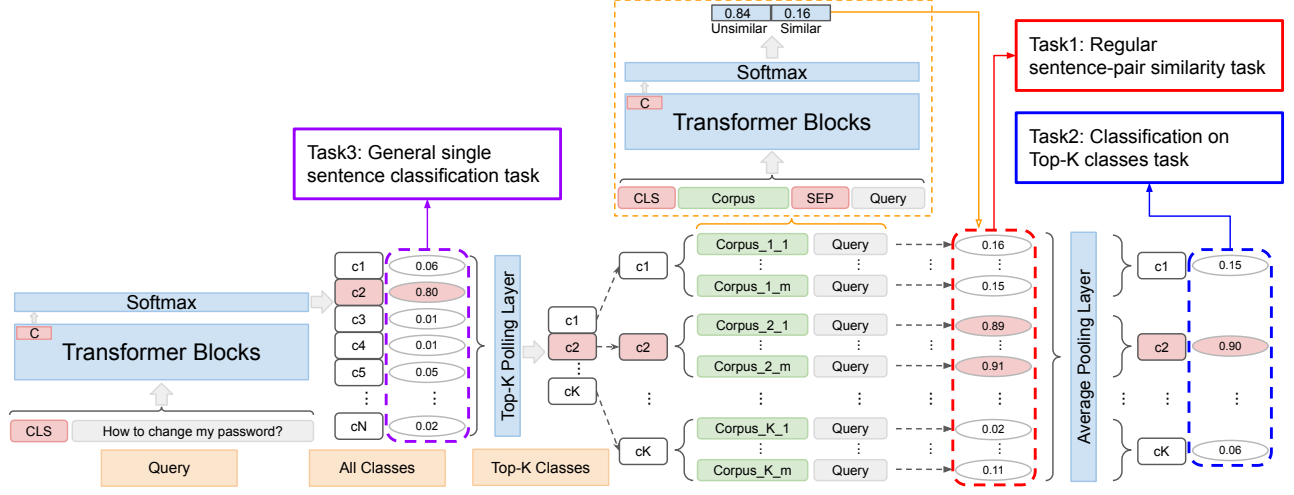 0.84 0.16
Unsimilar Similar
Softmax
C
Transformer Blocks
CLS Corpus SEP Query
Task1: Regular
sentence-pair similarity task
Task2: Classification on
Top-K classes task
Task3: General single
sentence classification task
Softmax
C
Transformer Blocks
CLS How to change my password?
Query
c1 0.06
c2 0.80
c3 0.01
c4 0.01
c5 0.05
cN 0.02
All Classes
Top-K Polling Layer
c1
c2
cK
Top-K Classes
c1
c2
cK
Corpus_1_1 Query 0.16
Corpus_1_m Query 0.15
Corpus_2_1 Query 0.89
Corpus_2_m Query 0.91
Corpus_K_1 Query 0.02
Corpus_K_m Query 0.11
Average Pooling Layer
c1 0.15
c2 0.90
cK 0.06